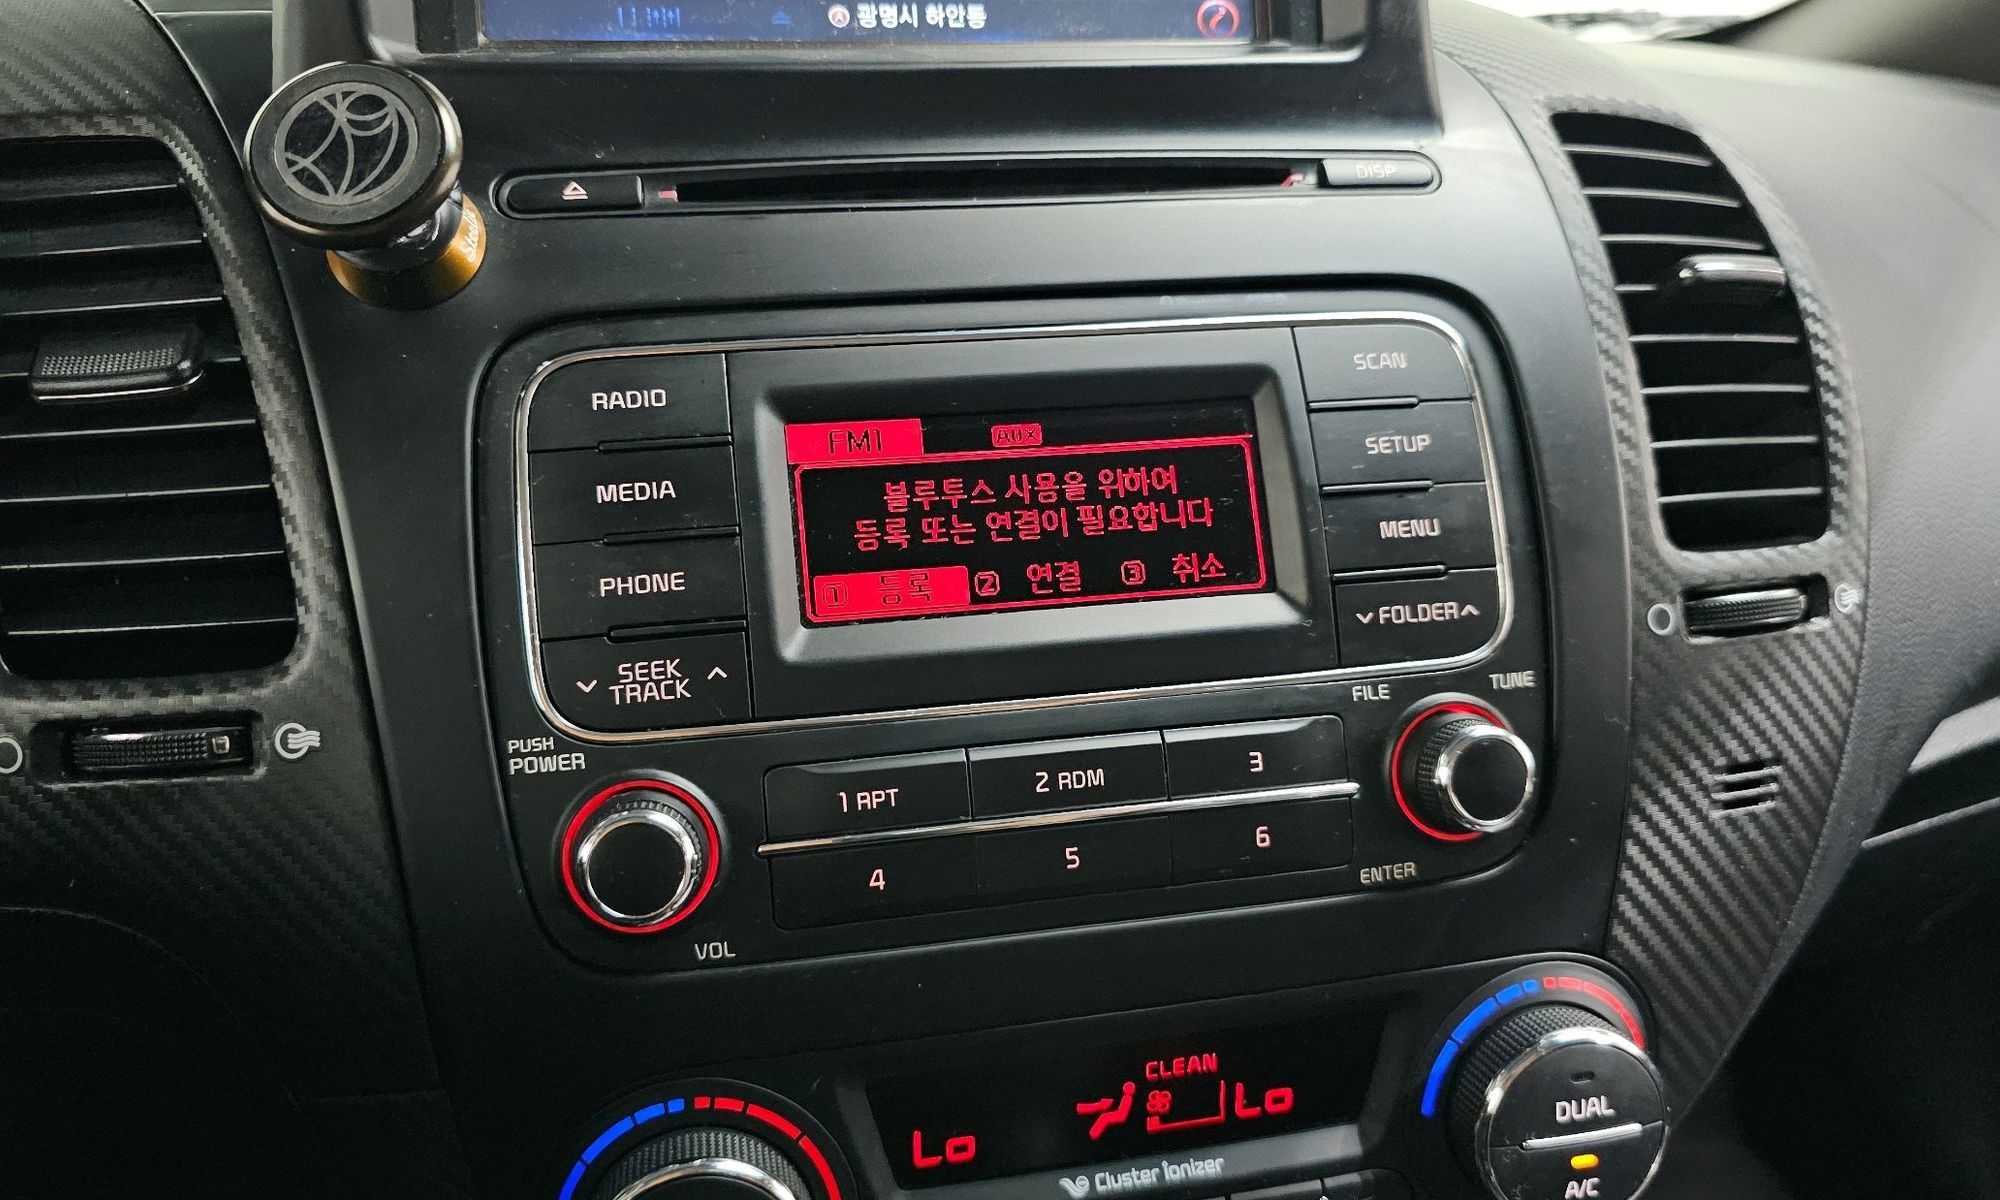 광명시 하안동
DISP
RADIO
MEDIA
PHONE
SEEK
TRACK
FM1
AUX
블루투스 사용을 위하여
등록 또는 연결이 필요합니다
1 등록 2 연결 3 취소
SCAN
SETUP
MENU
FOLDER
FILE
TUNE
PUSH
POWER
VOL
1 RPT
2 RDM
3
4
5
6
ENTER
CLEAN
Lo
Lo
Cluster ionizer
DUAL
A/C